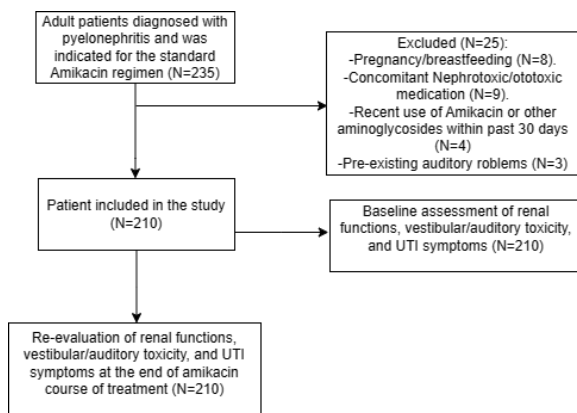 Adult patients diagnosed with
pyelonephritis and was
indicated for the standard
Amikacin regimen (N=235)
Excluded (N=25):
-Pregnancy/breastfeeding (N=8).
-Concomitant Nephrotoxic/ototoxic
medication (N=9).
-Recent use of Amikacin or other
aminoglycosides within past 30 days
(N=4)
-Pre-existing auditory roblems (N=3)
Patient included in the study
(N=210)
Baseline assessment of renal
functions, vestibular/auditory toxicity,
and UTI symptoms (N=210)
Re-evaluation of renal functions,
vestibular/auditory toxicity, and UTI
symptoms at the end of amikacin
course of treatment (N=210)